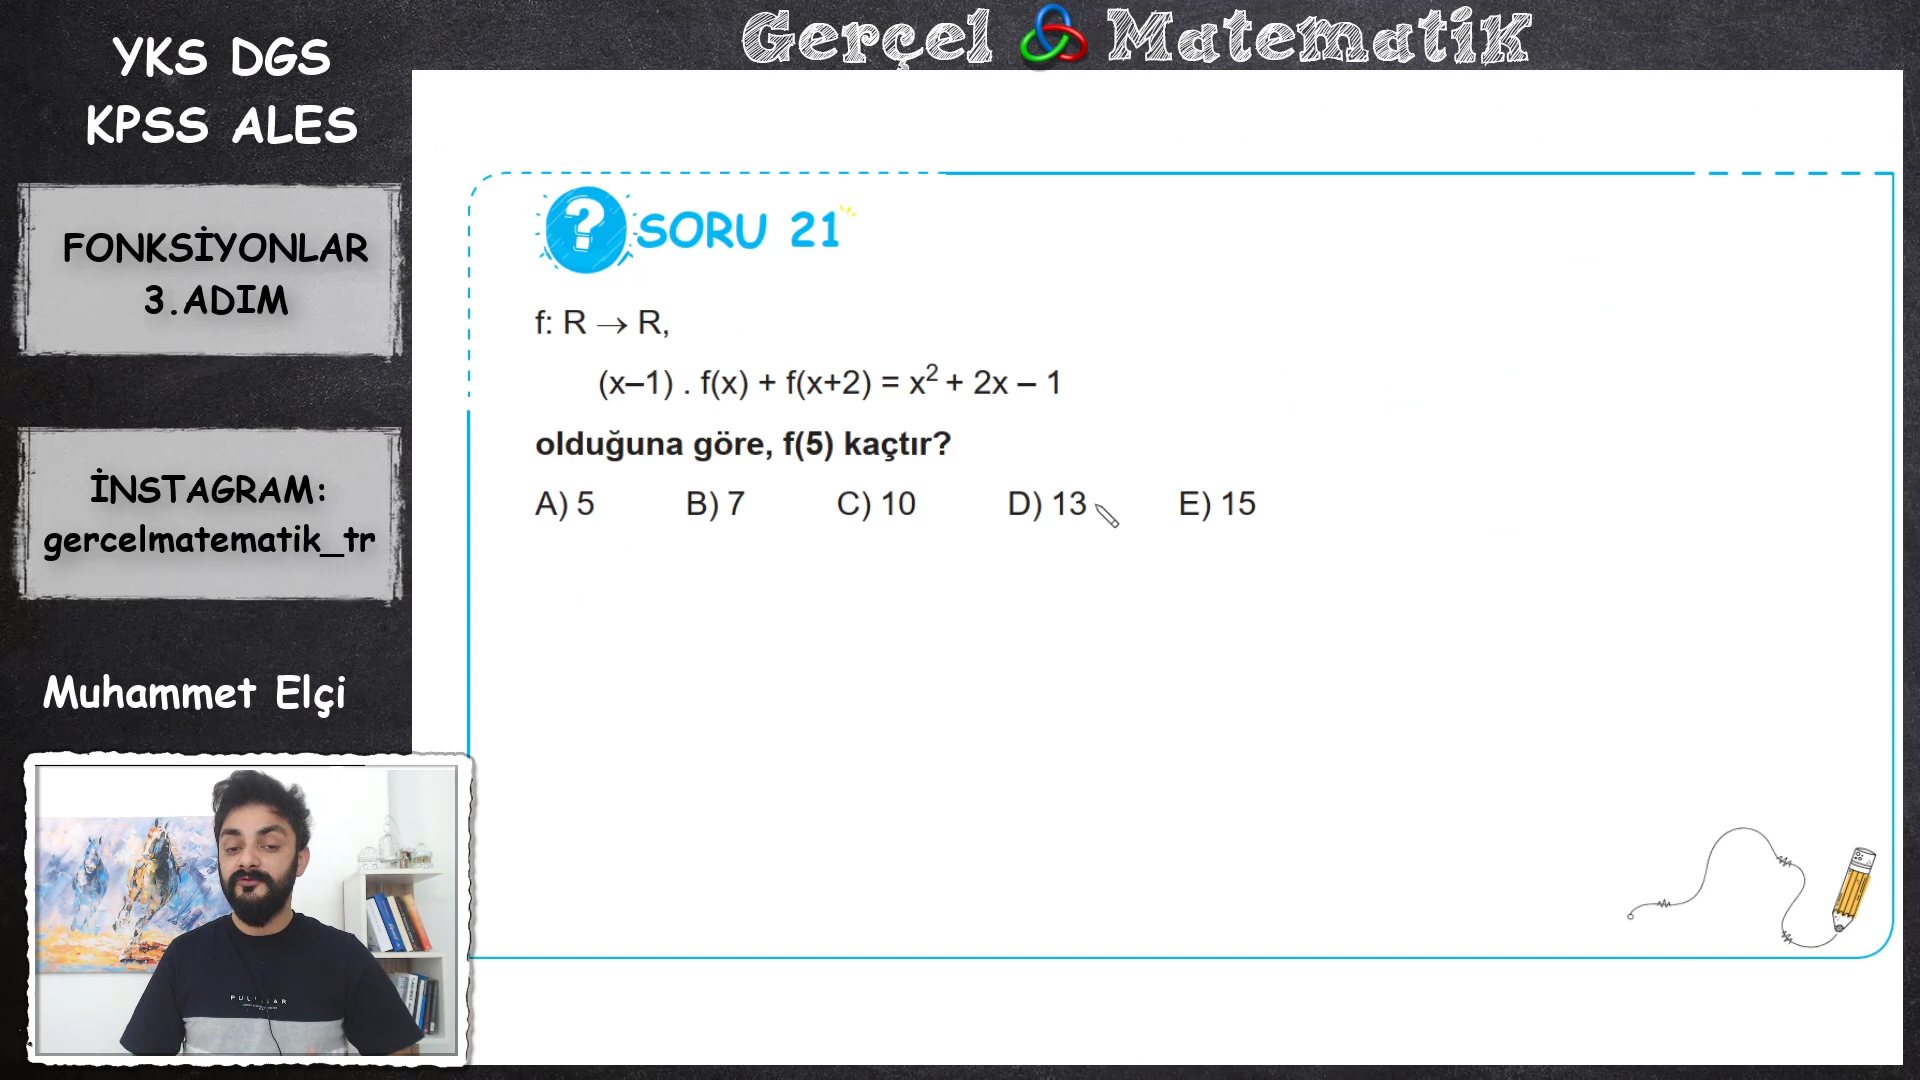 Gerçel Matematik
YKS DGS
KPSS ALES
FONKSİYONLAR
3.ADIM
İNSTAGRAM:
gercelmatematik_tr
Muhammet Elçi
? SORU 21
f: R → R,
(x–1) . f(x) + f(x+2) = x² + 2x – 1
olduğuna göre, f(5) kaçtır?
A) 5 B) 7 C) 10 D) 13 E) 15